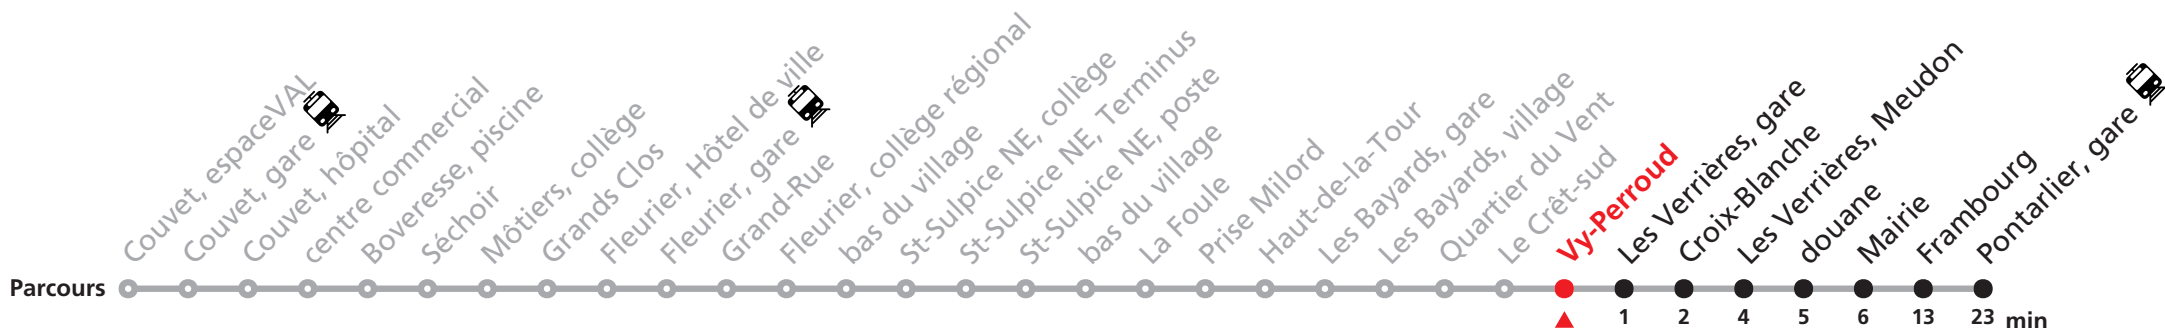 Couvet, espaceVAL
Couvet, gare
Couvet, hôpital
centre commercial
Boveresse, piscine
Séchoir
Môtiers, collège
Grands Clos
Fleurier, Hôtel de ville
Fleurier, gare
Grand-Rue
Fleurier, collège régional
bas du village
St-Sulpice NE, collège
St-Sulpice NE, Terminus
St-Sulpice NE, poste
bas du village
La Foule
Prise Milord
Haut-de-la-Tour
Les Bayards, gare
Les Bayards, village
Quartier du Vent
Le Crêt-sud
Vy-Perroud
Les Verrières, gare
Croix-Blanche
Les Verrières, Meudon
douane
Mairie
Frambourg
Pontarlier, gare
Parcours
1 2 4 5 6 13 23 min